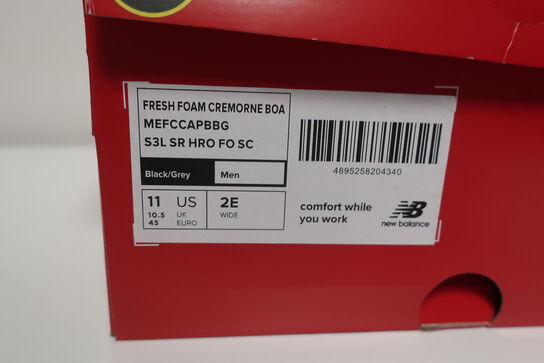 FRESH FOAM CREMORNE BOA
MEFCCAPBBG
S3L SR HRO FO SC
Black/Grey Men
11 US 2E
10.5 UK WIDE
45 EURO
4895258204340
comfort while
you work
NB
new balance